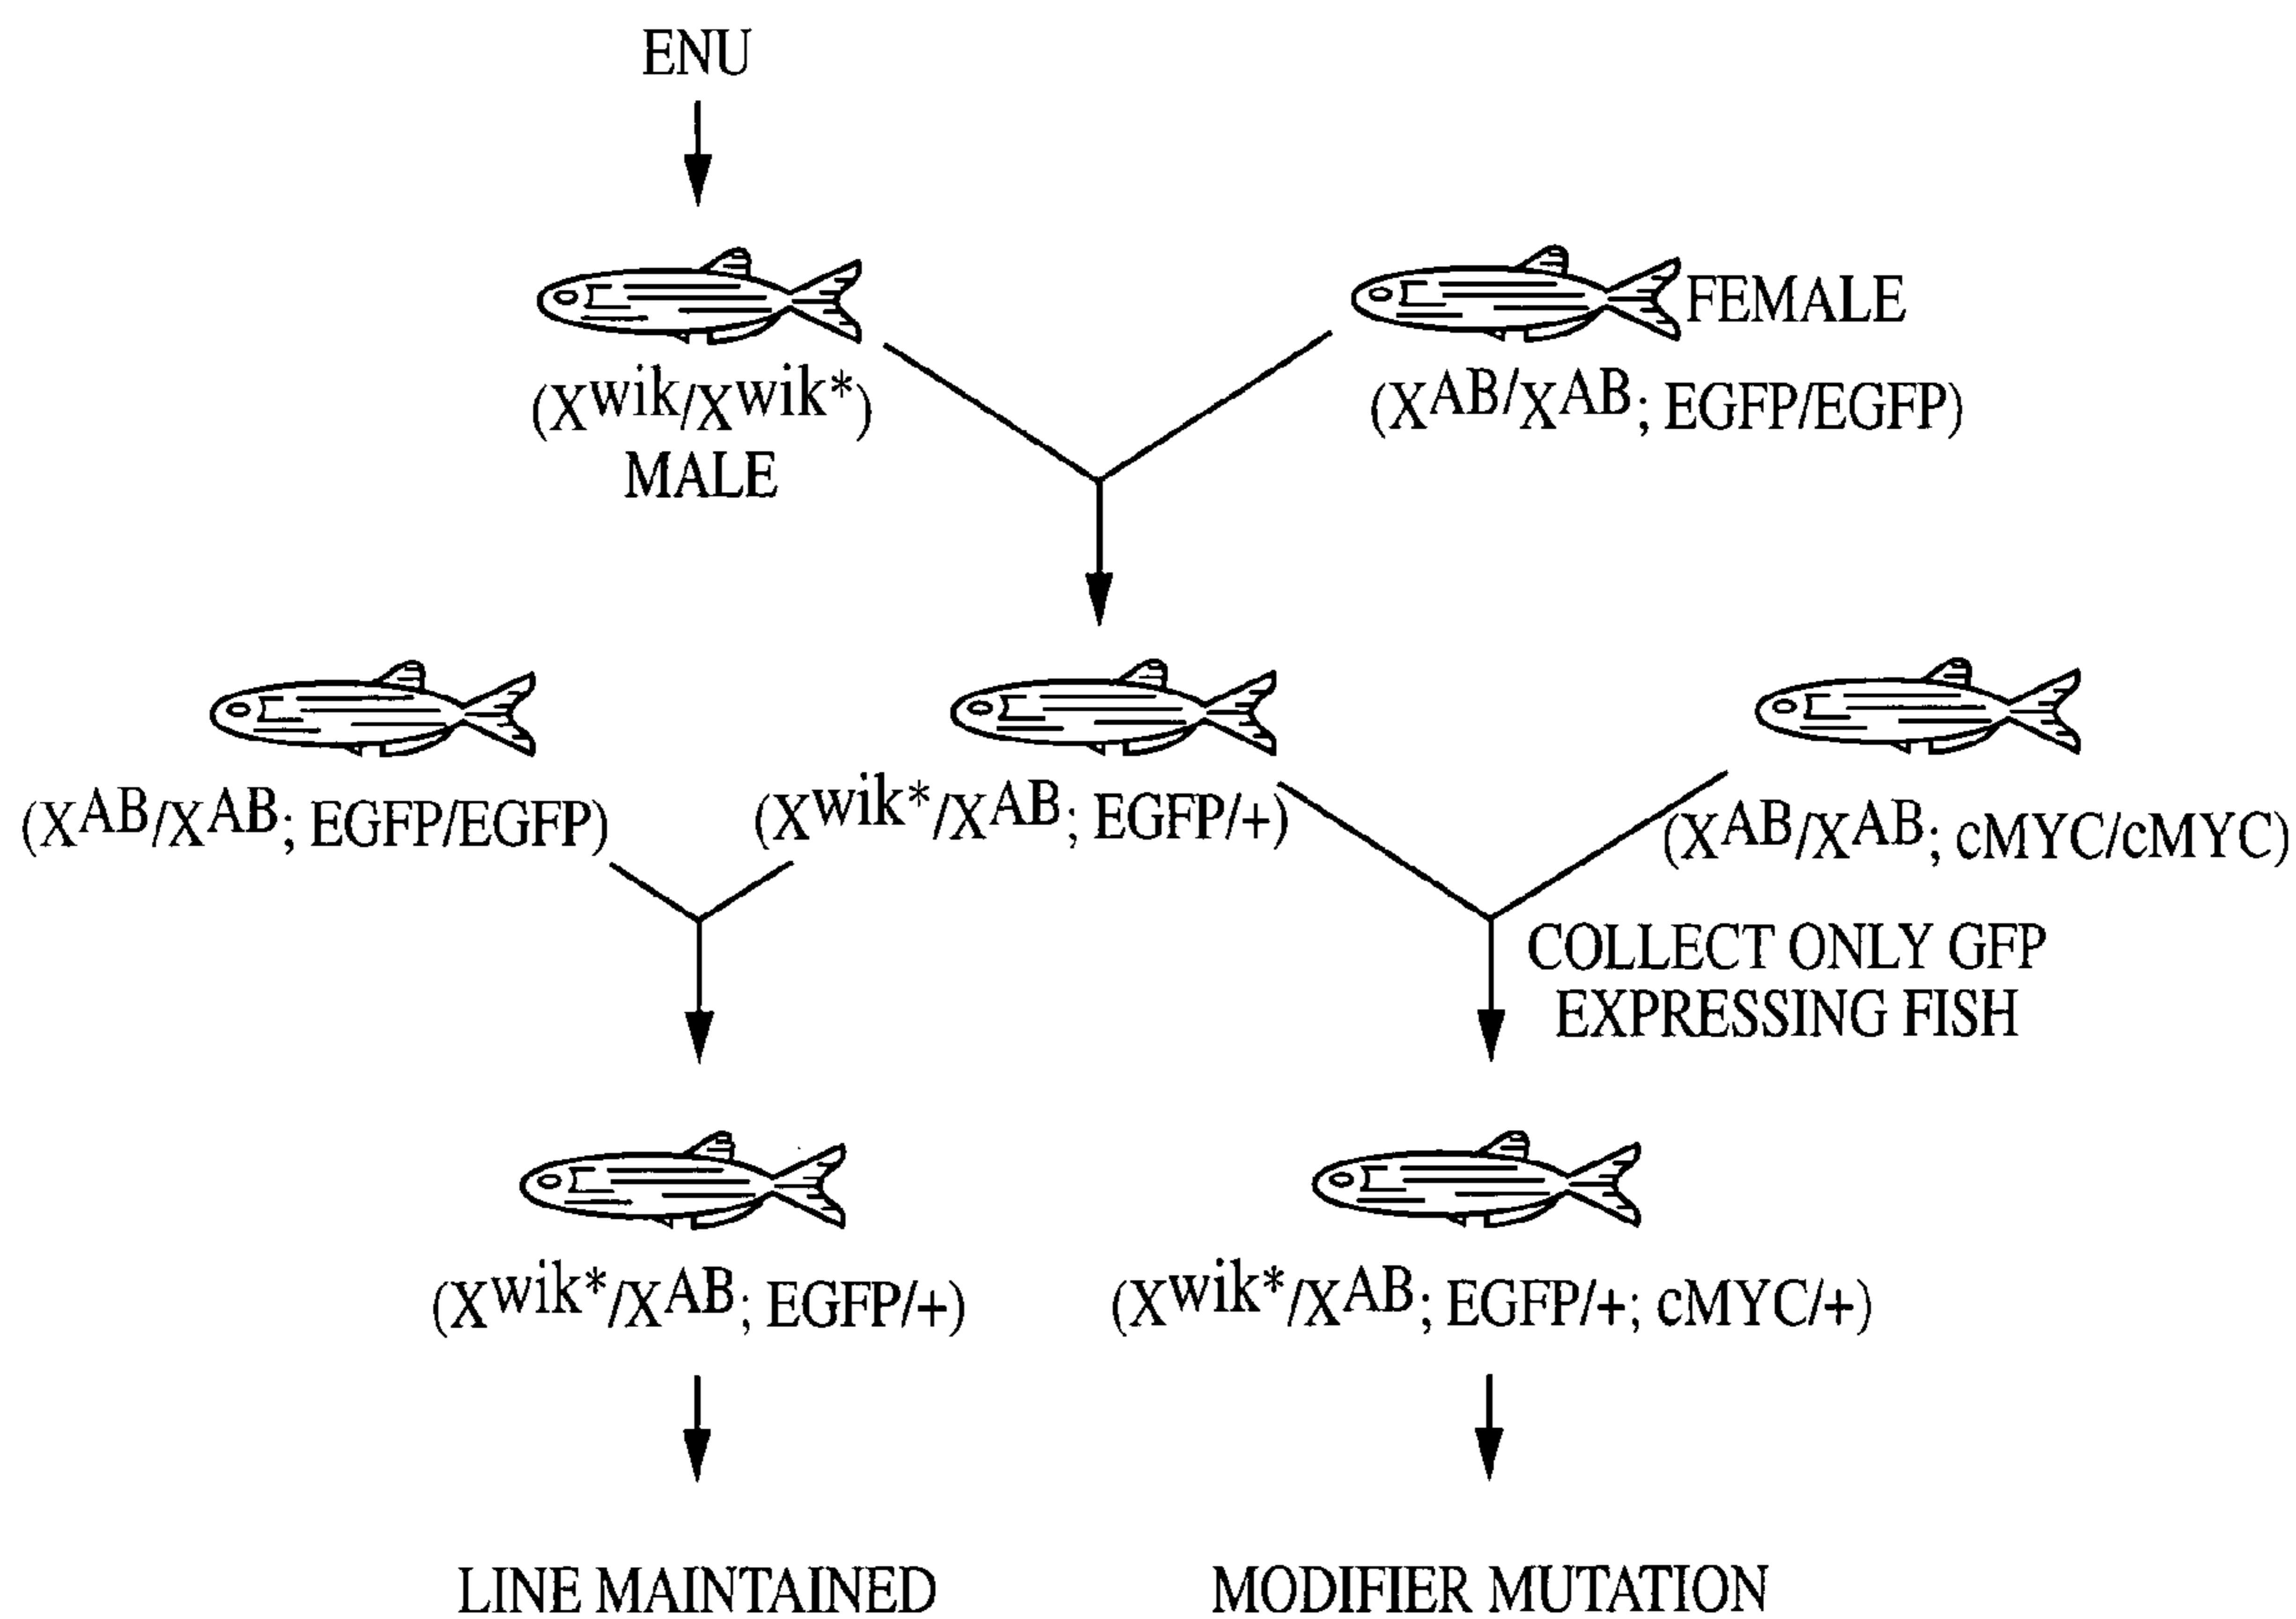 ENU
FEMALE
(Xwik/Xwik*)
(XAB/XAB; EGFP/EGFP)
MALE
(XAB/XAB; EGFP/EGFP)
(Xwik*/XAB; EGFP/+)
(XAB/XAB; cMYC/cMYC)
COLLECT ONLY GFP
EXPRESSING FISH
(Xwik*/XAB; EGFP/+)
(Xwik*/XAB; EGFP/+; cMYC/+)
LINE MAINTAINED
MODIFIER MUTATION